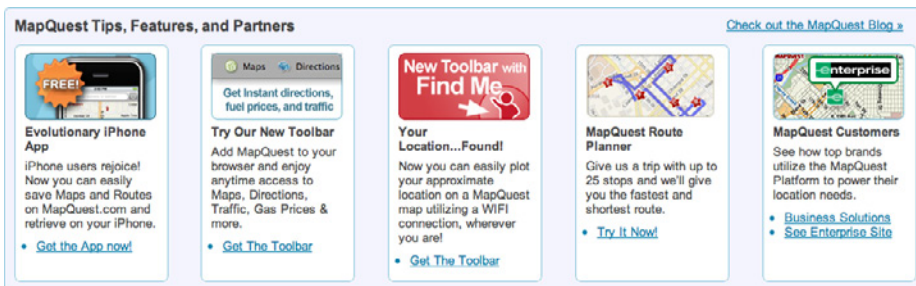 MapQuest Tips, Features, and Partners
Check out the MapQuest Blog »
FREE!
Evolutionary iPhone
App
iPhone users rejoice!
Now you can easily
save Maps and Routes
on MapQuest.com and
retrieve on your iPhone.
• Get the App now!
Maps Directions
Get Instant directions,
fuel prices, and traffic
Try Our New Toolbar
Add MapQuest to your
browser and enjoy
anytime access to
Maps, Directions,
Traffic, Gas Prices &
more.
• Get The Toolbar
New Toolbar with
Find Me
Your
Location...Found!
Now you can easily plot
your approximate
location on a MapQuest
map utilizing a WIFI
connection, wherever
you are!
• Get The Toolbar
MapQuest Route
Planner
Give us a trip with up to
25 stops and we'll give
you the fastest and
shortest route.
• Try It Now!
enterprise
MapQuest Customers
See how top brands
utilize the MapQuest
Platform to power their
location needs.
• Business Solutions
• See Enterprise Site